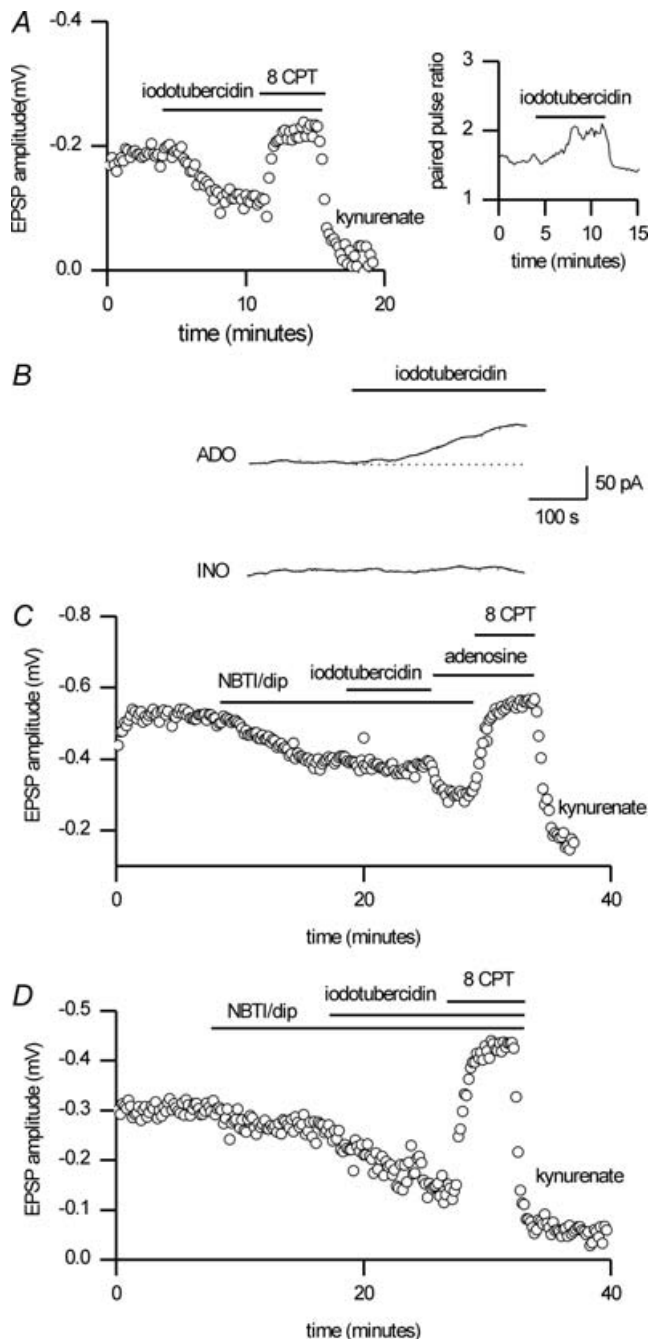 A
-0.4
-0.2
0.0
EPSP amplitude(mV)
8 CPT
iodotubercidin
kynurenate
0
10
20
time (minutes)
3
2
1
paired pulse ratio
iodotubercidin
0
5
10
15
time (minutes)
B
iodotubercidin
ADO
50 pA
100 s
INO
C
-0.8
-0.6
-0.4
-0.2
EPSP amplitude (mV)
8 CPT
adenosine
iodotubercidin
NBTI/dip
kynurenate
0
20
40
time (minutes)
D
-0.5
-0.4
-0.3
-0.2
-0.1
0.0
EPSP amplitude (mV)
8 CPT
iodotubercidin
NBTI/dip
kynurenate
0
20
40
time (minutes)